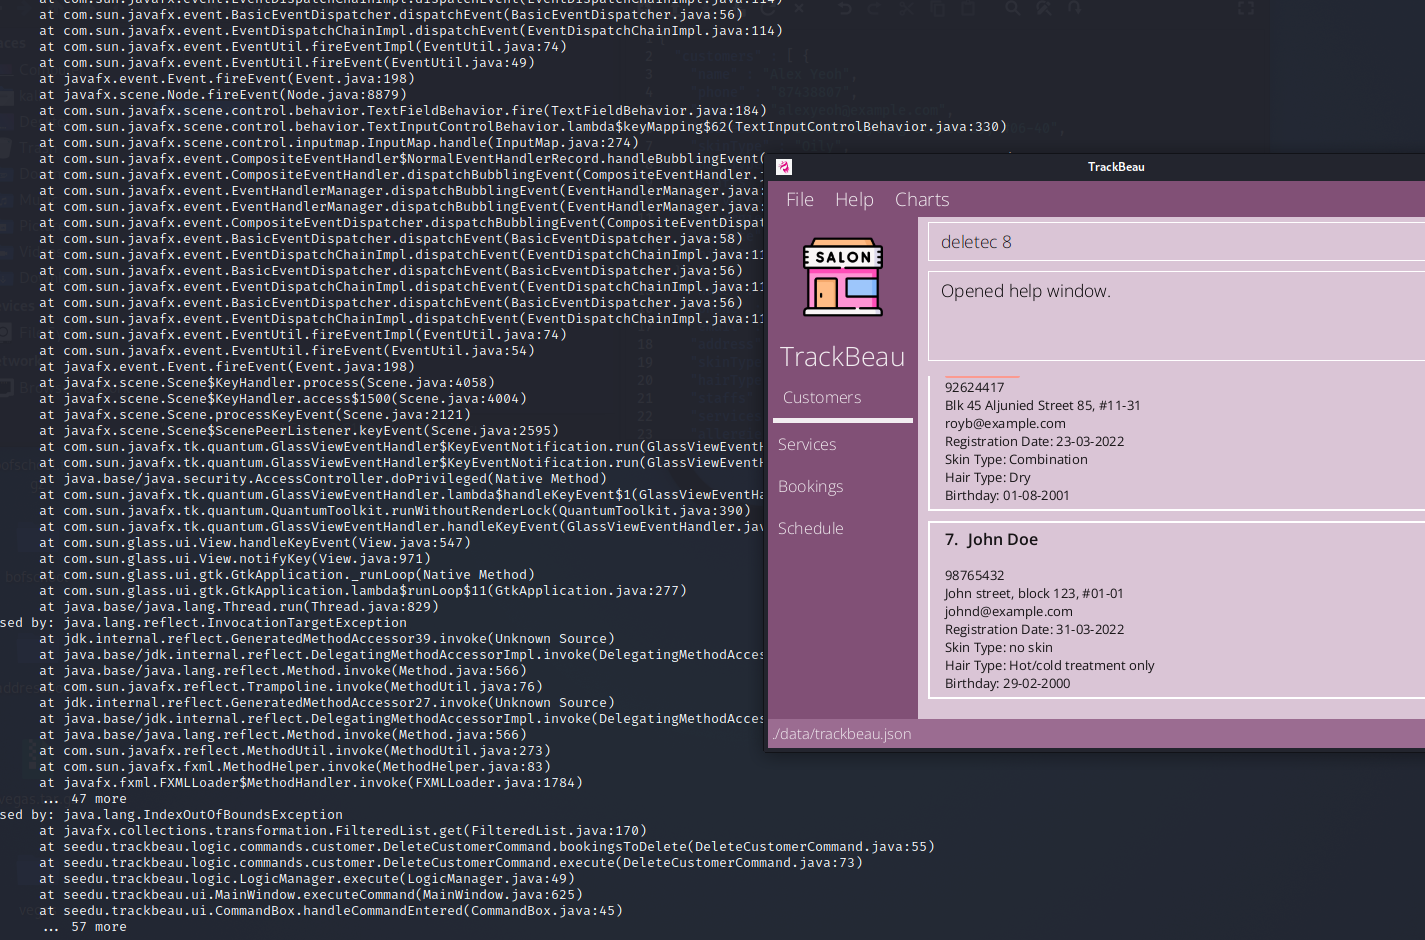 at com.sun.javafx.event.EventDispatchChainImpl.dispatchEvent(EventDispatchChainImpl.java:114)
at com.sun.javafx.event.BasicEventDispatcher.dispatchEvent(BasicEventDispatcher.java:56)
at com.sun.javafx.event.EventDispatchChainImpl.dispatchEvent(EventDispatchChainImpl.java:114)
at com.sun.javafx.event.EventUtil.fireEventImpl(EventUtil.java:74)
at com.sun.javafx.event.EventUtil.fireEvent(EventUtil.java:49)
at javafx.event.Event.fireEvent(Event.java:198)
at javafx.scene.Node.fireEvent(Node.java:8879)
at com.sun.javafx.scene.control.behavior.TextFieldBehavior.fire(TextFieldBehavior.java:184)
at com.sun.javafx.scene.control.behavior.TextInputControlBehavior.lambda$keyMapping$62(TextInputControlBehavior.java:330)
at com.sun.javafx.scene.control.inputmap.InputMap.handle(InputMap.java:274)
at com.sun.javafx.event.CompositeEventHandler$NormalEventHandlerRecord.handleBubblingEvent(
at com.sun.javafx.event.CompositeEventHandler.dispatchBubblingEvent(CompositeEventHandler.j
at com.sun.javafx.event.EventHandlerManager.dispatchBubblingEvent(EventHandlerManager.java:
at com.sun.javafx.event.EventHandlerManager.dispatchBubblingEvent(EventHandlerManager.java:
at com.sun.javafx.event.CompositeEventDispatcher.dispatchBubblingEvent(CompositeEventDispat
at com.sun.javafx.event.BasicEventDispatcher.dispatchEvent(BasicEventDispatcher.java:58)
at com.sun.javafx.event.EventDispatchChainImpl.dispatchEvent(EventDispatchChainImpl.java:11
at com.sun.javafx.event.BasicEventDispatcher.dispatchEvent(BasicEventDispatcher.java:56)
at com.sun.javafx.event.EventDispatchChainImpl.dispatchEvent(EventDispatchChainImpl.java:11
at com.sun.javafx.event.BasicEventDispatcher.dispatchEvent(BasicEventDispatcher.java:56)
at com.sun.javafx.event.EventDispatchChainImpl.dispatchEvent(EventDispatchChainImpl.java:11
at com.sun.javafx.event.EventUtil.fireEventImpl(EventUtil.java:74)
at com.sun.javafx.event.EventUtil.fireEvent(EventUtil.java:54)
at javafx.event.Event.fireEvent(Event.java:198)
at javafx.scene.Scene$KeyHandler.process(Scene.java:4058)
at javafx.scene.Scene$KeyHandler.access$1500(Scene.java:4004)
at javafx.scene.Scene.processKeyEvent(Scene.java:2121)
at javafx.scene.Scene$ScenePeerListener.keyEvent(Scene.java:2595)
at com.sun.javafx.tk.quantum.GlassViewEventHandler$KeyEventNotification.run(GlassViewEventH
at com.sun.javafx.tk.quantum.GlassViewEventHandler$KeyEventNotification.run(GlassViewEventH
at java.base/java.security.AccessController.doPrivileged(Native Method)
at com.sun.javafx.tk.quantum.GlassViewEventHandler.lambda$handleKeyEvent$1(GlassViewEventHa
at com.sun.javafx.tk.quantum.QuantumToolkit.runWithoutRenderLock(QuantumToolkit.java:390)
at com.sun.javafx.tk.quantum.GlassViewEventHandler.handleKeyEvent(GlassViewEventHandler.jav
at com.sun.glass.ui.View.handleKeyEvent(View.java:547)
at com.sun.glass.ui.View.notifyKey(View.java:971)
at com.sun.glass.ui.gtk.GtkApplication._runLoop(Native Method)
at com.sun.glass.ui.gtk.GtkApplication.lambda$runLoop$11(GtkApplication.java:277)
at java.base/java.lang.Thread.run(Thread.java:829)
sed by: java.lang.reflect.InvocationTargetException
at jdk.internal.reflect.GeneratedMethodAccessor39.invoke(Unknown Source)
at java.base/jdk.internal.reflect.DelegatingMethodAccessorImpl.invoke(DelegatingMethodAcces
at java.base/java.lang.reflect.Method.invoke(Method.java:566)
at com.sun.javafx.reflect.Trampoline.invoke(MethodUtil.java:76)
at jdk.internal.reflect.GeneratedMethodAccessor27.invoke(Unknown Source)
at java.base/jdk.internal.reflect.DelegatingMethodAccessorImpl.invoke(DelegatingMethodAcces
at java.base/java.lang.reflect.Method.invoke(Method.java:566)
at com.sun.javafx.reflect.MethodUtil.invoke(MethodUtil.java:273)
at com.sun.javafx.fxml.MethodHelper.invoke(MethodHelper.java:83)
at javafx.fxml.FXMLLoader$MethodHandler.invoke(FXMLLoader.java:1784)
... 47 more
sed by: java.lang.IndexOutOfBoundsException
at javafx.collections.transformation.FilteredList.get(FilteredList.java:170)
at seedu.trackbeau.logic.commands.customer.DeleteCustomerCommand.bookingsToDelete(DeleteCustomerCommand.java:55)
at seedu.trackbeau.logic.commands.customer.DeleteCustomerCommand.execute(DeleteCustomerCommand.java:73)
at seedu.trackbeau.logic.LogicManager.execute(LogicManager.java:49)
at seedu.trackbeau.ui.MainWindow.executeCommand(MainWindow.java:625)
at seedu.trackbeau.ui.CommandBox.handleCommandEntered(CommandBox.java:45)
... 57 more
TrackBeau
File Help Charts
SALON
TrackBeau
Customers
Services
Bookings
Schedule
deletec 8
Opened help window.
92624417
Blk 45 Aljunied Street 85, #11-31
royb@example.com
Registration Date: 23-03-2022
Skin Type: Combination
Hair Type: Dry
Birthday: 01-08-2001
7. John Doe
98765432
John street, block 123, #01-01
johnd@example.com
Registration Date: 31-03-2022
Skin Type: no skin
Hair Type: Hot/cold treatment only
Birthday: 29-02-2000
./data/trackbeau.json